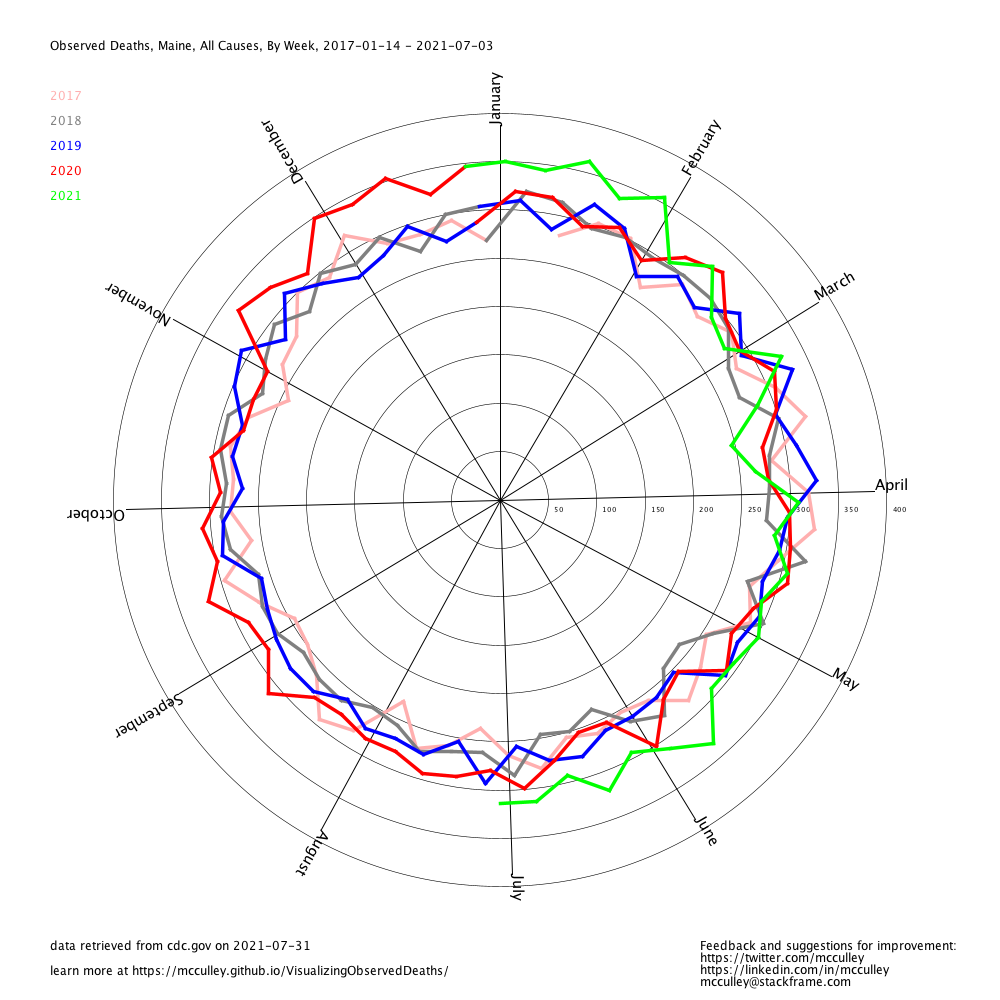 Observed Deaths, Maine, All Causes, By Week, 2017-01-14 - 2021-07-03
2017
2018
2019
2020
2021
January
February
March
April
May
June
July
August
September
October
November
December
50
100
150
200
250
300
350
400
data retrieved from cdc.gov on 2021-07-31
learn more at https://mcculley.github.io/VisualizingObservedDeaths/
Feedback and suggestions for improvement:
https://twitter.com/mcculley
https://linkedin.com/in/mcculley
mcculley@stackframe.com